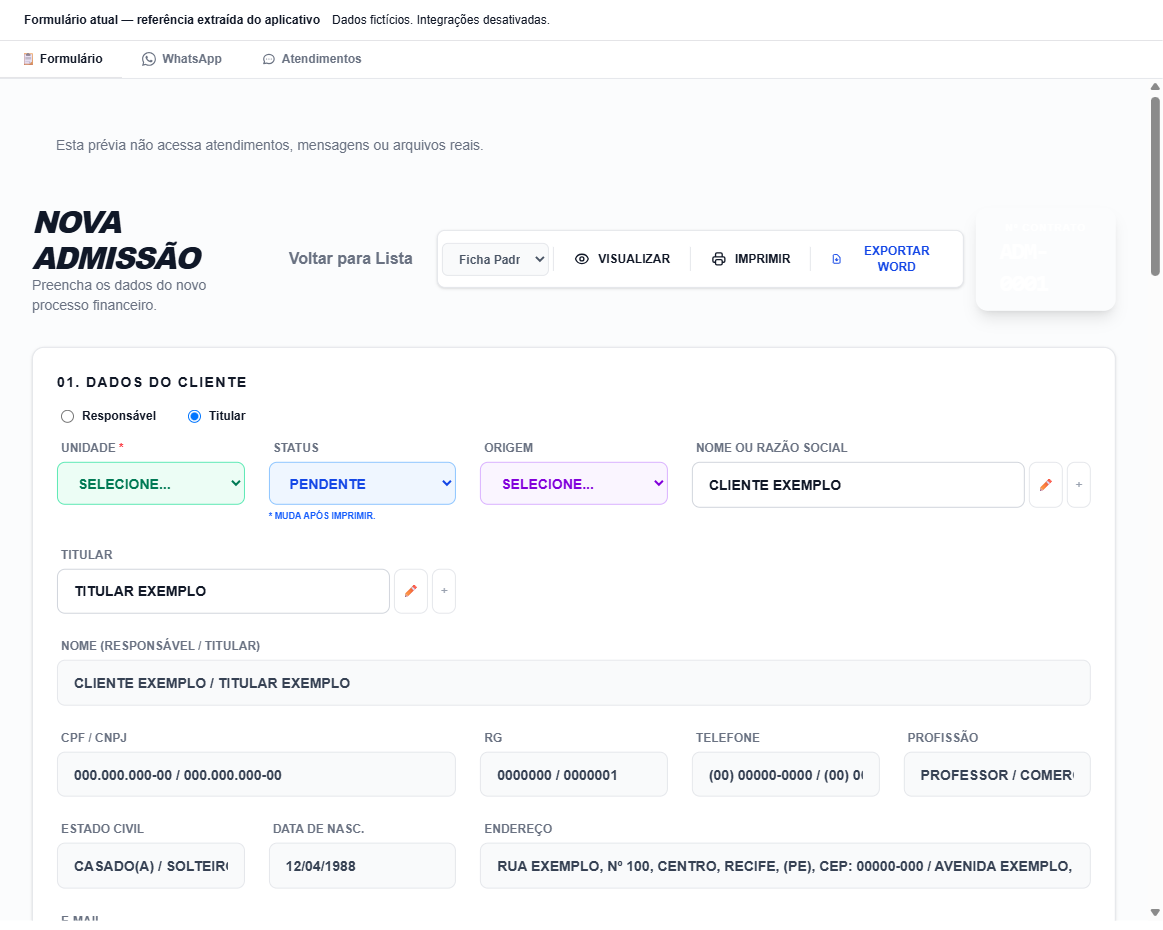 Formulário atual — referência extraída do aplicativo Dados fictícios. Integrações desativadas.
Formulário WhatsApp Atendimentos
Esta prévia não acessa atendimentos, mensagens ou arquivos reais.
NOVA
ADMISSÃO
Preencha os dados do novo
processo financeiro.
Voltar para Lista
Ficha Padr
VISUALIZAR
IMPRIMIR
EXPORTAR
WORD
01. DADOS DO CLIENTE
Responsável Titular
UNIDADE * STATUS ORIGEM NOME OU RAZÃO SOCIAL
SELECIONE... PENDENTE SELECIONE... CLIENTE EXEMPLO +
* MUDA APÓS IMPRIMIR.
TITULAR
TITULAR EXEMPLO +
NOME (RESPONSÁVEL / TITULAR)
CLIENTE EXEMPLO / TITULAR EXEMPLO
CPF / CNPJ RG TELEFONE PROFISSÃO
000.000.000-00 / 000.000.000-00 0000000 / 0000001 (00) 00000-0000 / (00) 0 PROFESSOR / COMER
ESTADO CIVIL DATA DE NASC. ENDEREÇO
CASADO(A) / SOLTEIR 12/04/1988 RUA EXEMPLO, Nº 100, CENTRO, RECIFE, (PE), CEP: 00000-000 / AVENIDA EXEMPLO,
E-MAIL